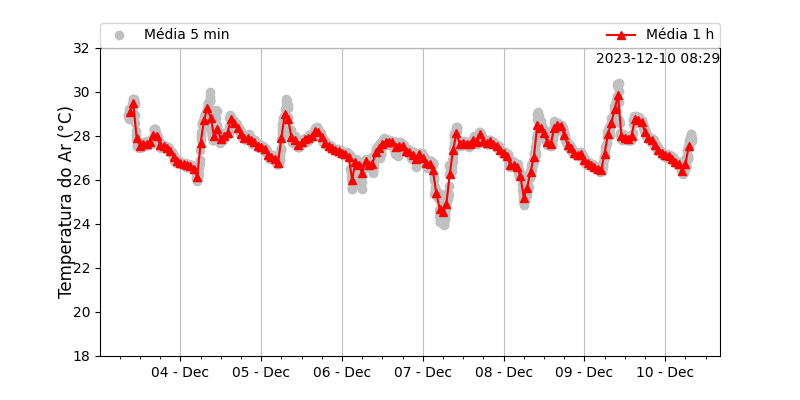 Média 5 min
Média 1 h
2023-12-10 08:29
Temperatura do Ar (°C)
32
30
28
26
24
22
20
18
04 - Dec
05 - Dec
06 - Dec
07 - Dec
08 - Dec
09 - Dec
10 - Dec